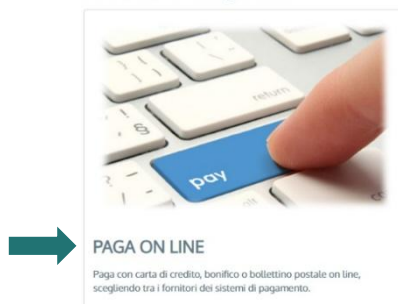 return
§
pay
alt
PAGA ON LINE
Paga con carta di credito, bonifico o bollettino postale on line,
scegliendo tra i fornitori dei sistemi di pagamento.